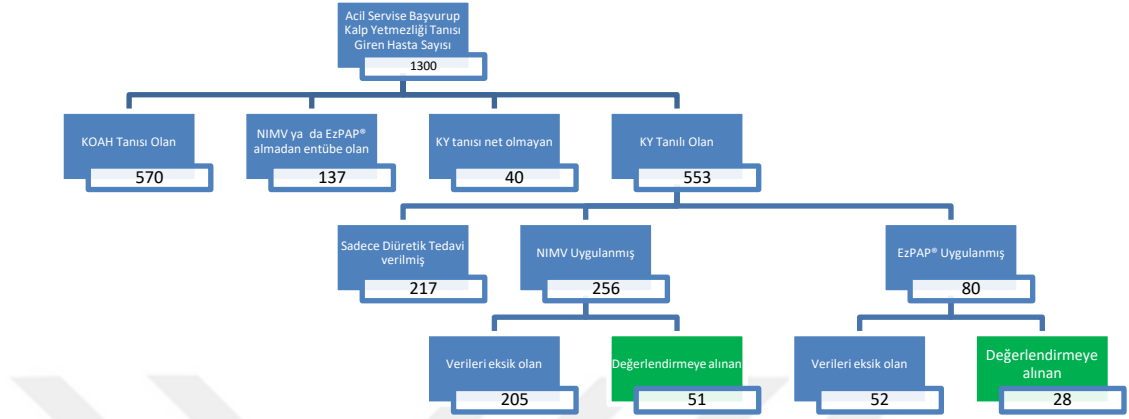 Acil Servise Başvurup
Kalp Yetmezliği Tanısı
Giren Hasta Sayısı
1300
KOAH Tanısı Olan
570
NIMV ya da EzPAP®
almadan entübe olan
137
KY tanısı net olmayan
40
KY Tanılı Olan
553
Sadece Diüretik Tedavi
verilmiş
217
NIMV Uygulanmış
256
EzPAP® Uygulanmış
80
Verileri eksik olan
205
Değerlendirmeye alınan
51
Verileri eksik olan
52
Değerlendirmeye
alınan
28